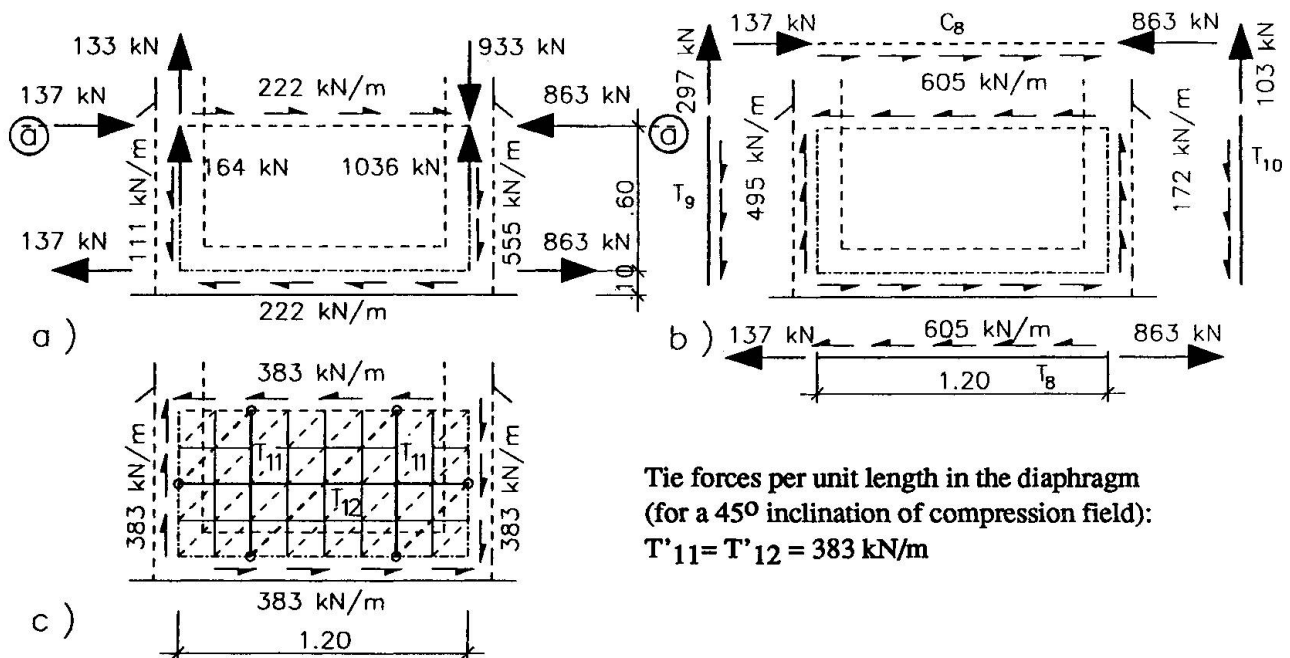 133 kN
933 kN
222 kN/m
137 kN
863 kN
a
164 kN
1036 kN
111 kN/m
555 kN/m
.60
137 kN
863 kN
10
222 kN/m
a )
137 kN
C8
863 kN
297 kN
103 kN
605 kN/m
a
T9
495 kN/m
172 kN/m
T10
137 kN
605 kN/m
863 kN
b )
1.20
T8
383 kN/m
T11
T11
383 kN/m
T12
383 kN/m
383 kN/m
c )
1.20
Tie forces per unit length in the diaphragm
(for a 45º inclination of compression field):
T'11= T'12 = 383 kN/m